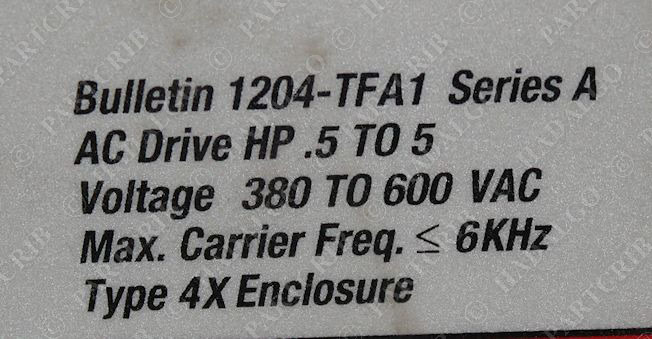 Bulletin 1204-TFA1 Series A
AC Drive HP .5 TO 5
Voltage 380 TO 600 VAC
Max. Carrier Freq. ≤ 6KHz
Type 4X Enclosure